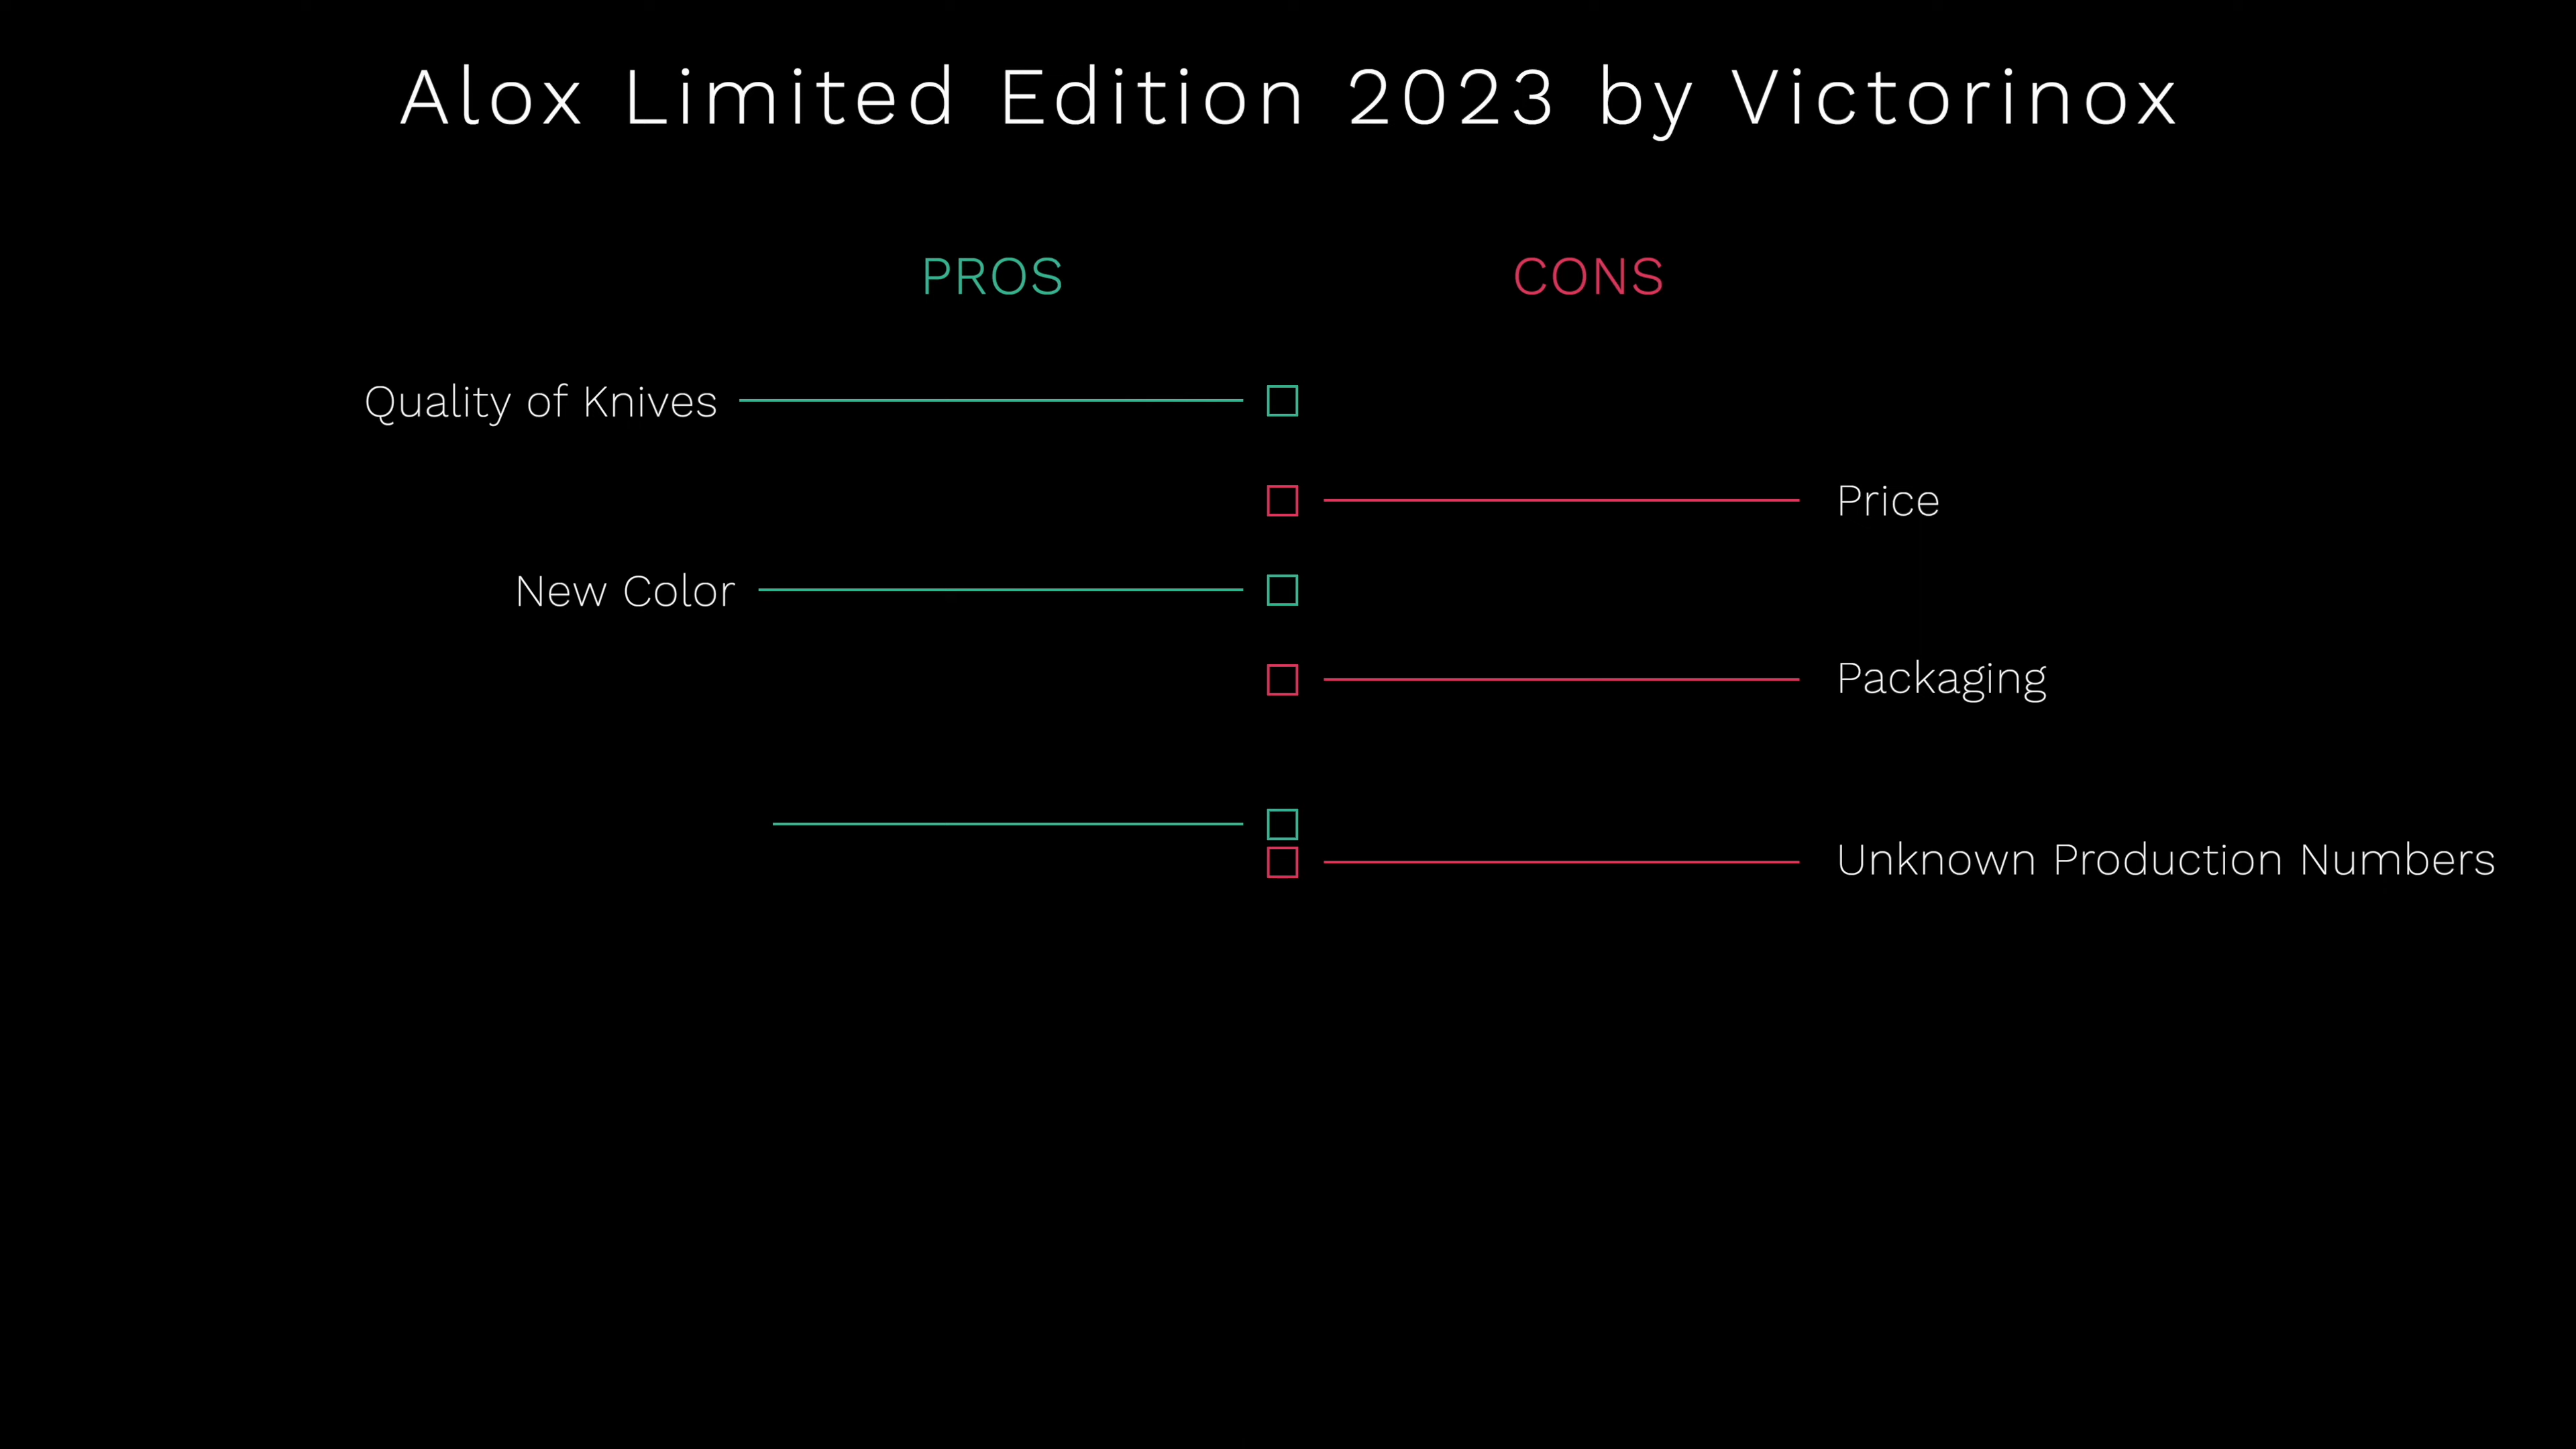 Alox Limited Edition 2023 by Victorinox
PROS
CONS
Quality of Knives
Price
New Color
Packaging
Unknown Production Numbers